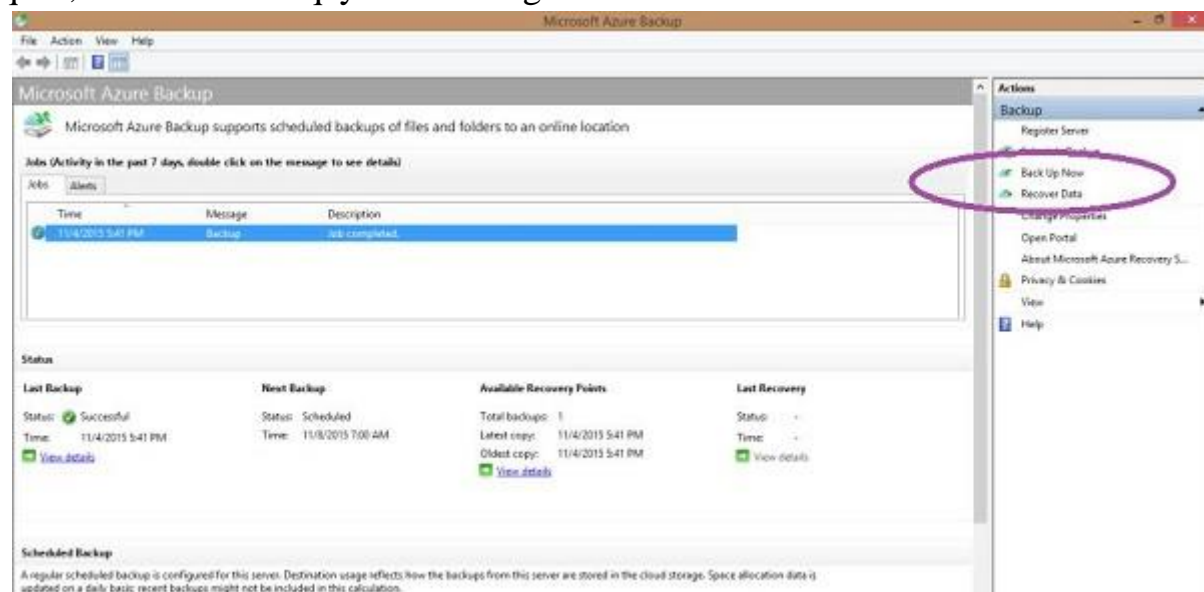 Microsoft Azure Backup
File Action View Help
Microsoft Azure Backup
Microsoft Azure Backup supports scheduled backups of files and folders to an online location
Jobs (Activity in the past 7 days, double click on the message to see details)
Jobs Alerts
Time Message Description
11/4/2015 5:41 PM Backup Job completed.
Status
Last Backup Next Backup Available Recovery Points Last Recovery
Status: Successful Status: Scheduled Total backups: 1 Status: -
Time: 11/4/2015 5:41 PM Time: 11/8/2015 7:00 AM Latest copy: 11/4/2015 5:41 PM Time: -
View details Oldest copy: 11/4/2015 5:41 PM View details
View details
Scheduled Backup
A regular scheduled backup is configured for this server. Destination usage reflects how the backups from this server are stored in the cloud storage. Space allocation data is
updated on a daily basis; recent backups might not be included in this calculation.
Actions
Backup
Register Server
Back Up Now
Recover Data
Change Properties
Open Portal
About Microsoft Azure Recovery S...
Privacy & Cookies
View
Help